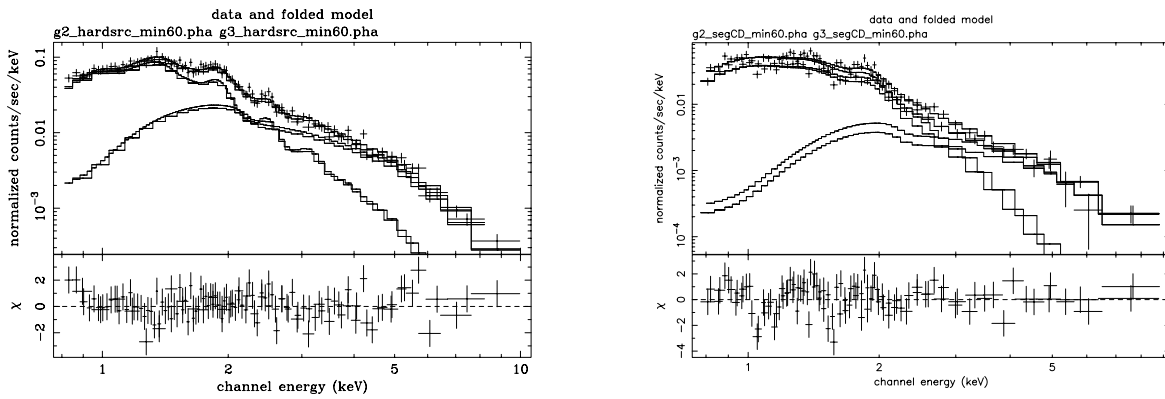 data and folded model
g2_hardsrc_min60.pha g3_hardsrc_min60.pha
normalized counts/sec/keV
0.1
0.01
10⁻³
χ
2
0
−2
1
2
5
10
channel energy (keV)
data and folded model
g2_segCD_min60.pha g3_segCD_min60.pha
normalized counts/sec/keV
0.01
10⁻³
10⁻⁴
χ
2
0
−2
−4
1
2
5
channel energy (keV)